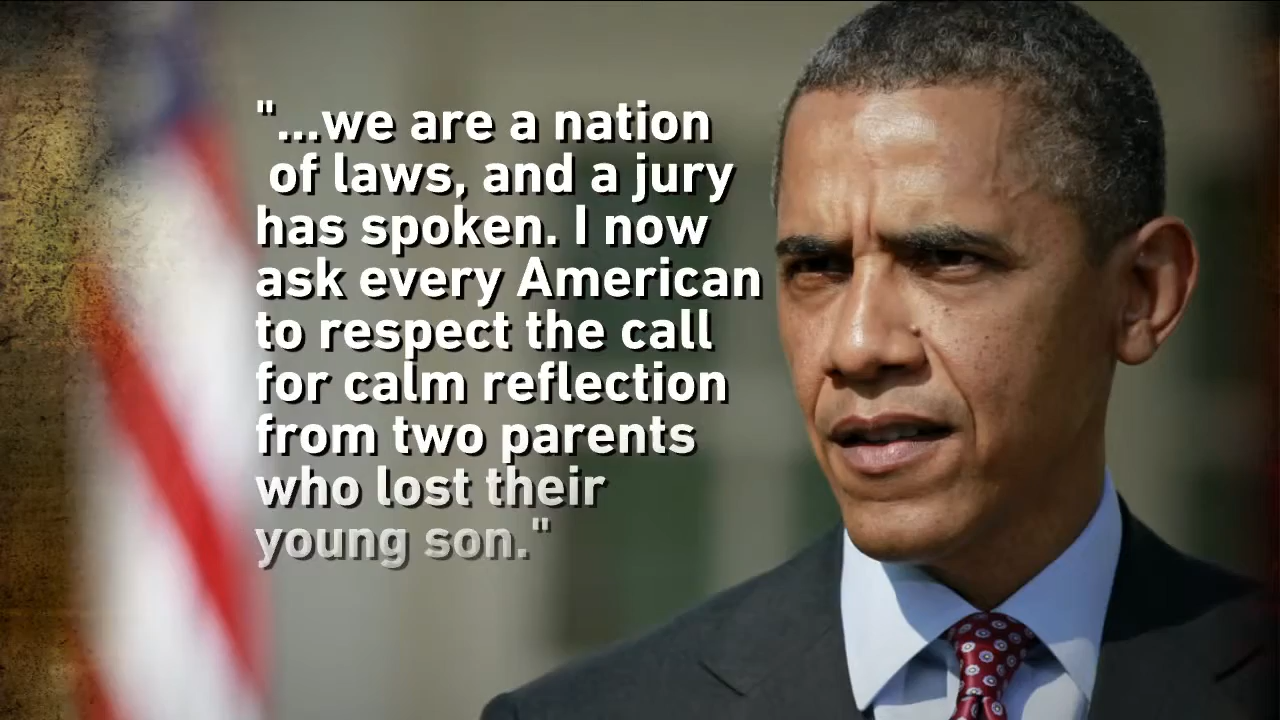 "...we are a nation
of laws, and a jury
has spoken. I now
ask every American
to respect the call
for calm reflection
from two parents
who lost their
young son."